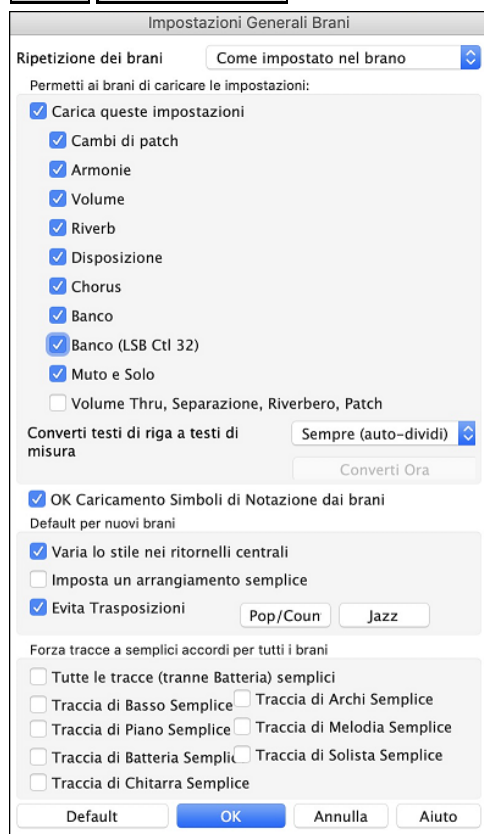 Impostazioni Generali Brani
Ripetizione dei brani Come impostato nel brano
Permetti ai brani di caricare le impostazioni:
Carica queste impostazioni
Cambi di patch
Armonie
Volume
Riverb
Disposizione
Chorus
Banco
Banco (LSB Ctl 32)
Muto e Solo
Volume Thru, Separazione, Riverbero, Patch
Converti testi di riga a testi di misura Sempre (auto-dividi)
Converti Ora
OK Caricamento Simboli di Notazione dai brani
Default per nuovi brani
Varia lo stile nei ritornelli centrali
Imposta un arrangiamento semplice
Evita Trasposizioni Pop/Coun Jazz
Forza tracce a semplici accordi per tutti i brani
Tutte le tracce (tranne Batteria) semplici
Traccia di Basso Semplice Traccia di Archi Semplice
Traccia di Piano Semplice Traccia di Melodia Semplice
Traccia di Batteria Semplic Traccia di Solista Semplice
Traccia di Chitarra Semplice
Default OK Annulla Aiuto